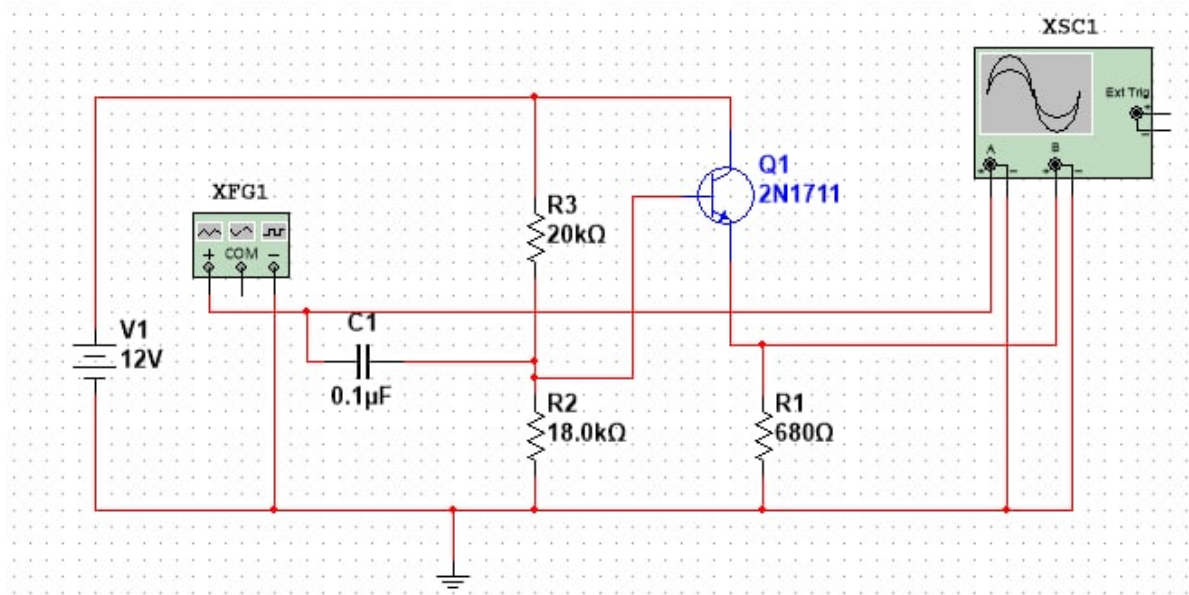 XSC1
Ext Trig
+
−
A
B
+ −
+ −
Q1
2N1711
XFG1
+ COM −
R3
20kΩ
C1
0.1µF
V1
12V
R2
18.0kΩ
R1
680Ω